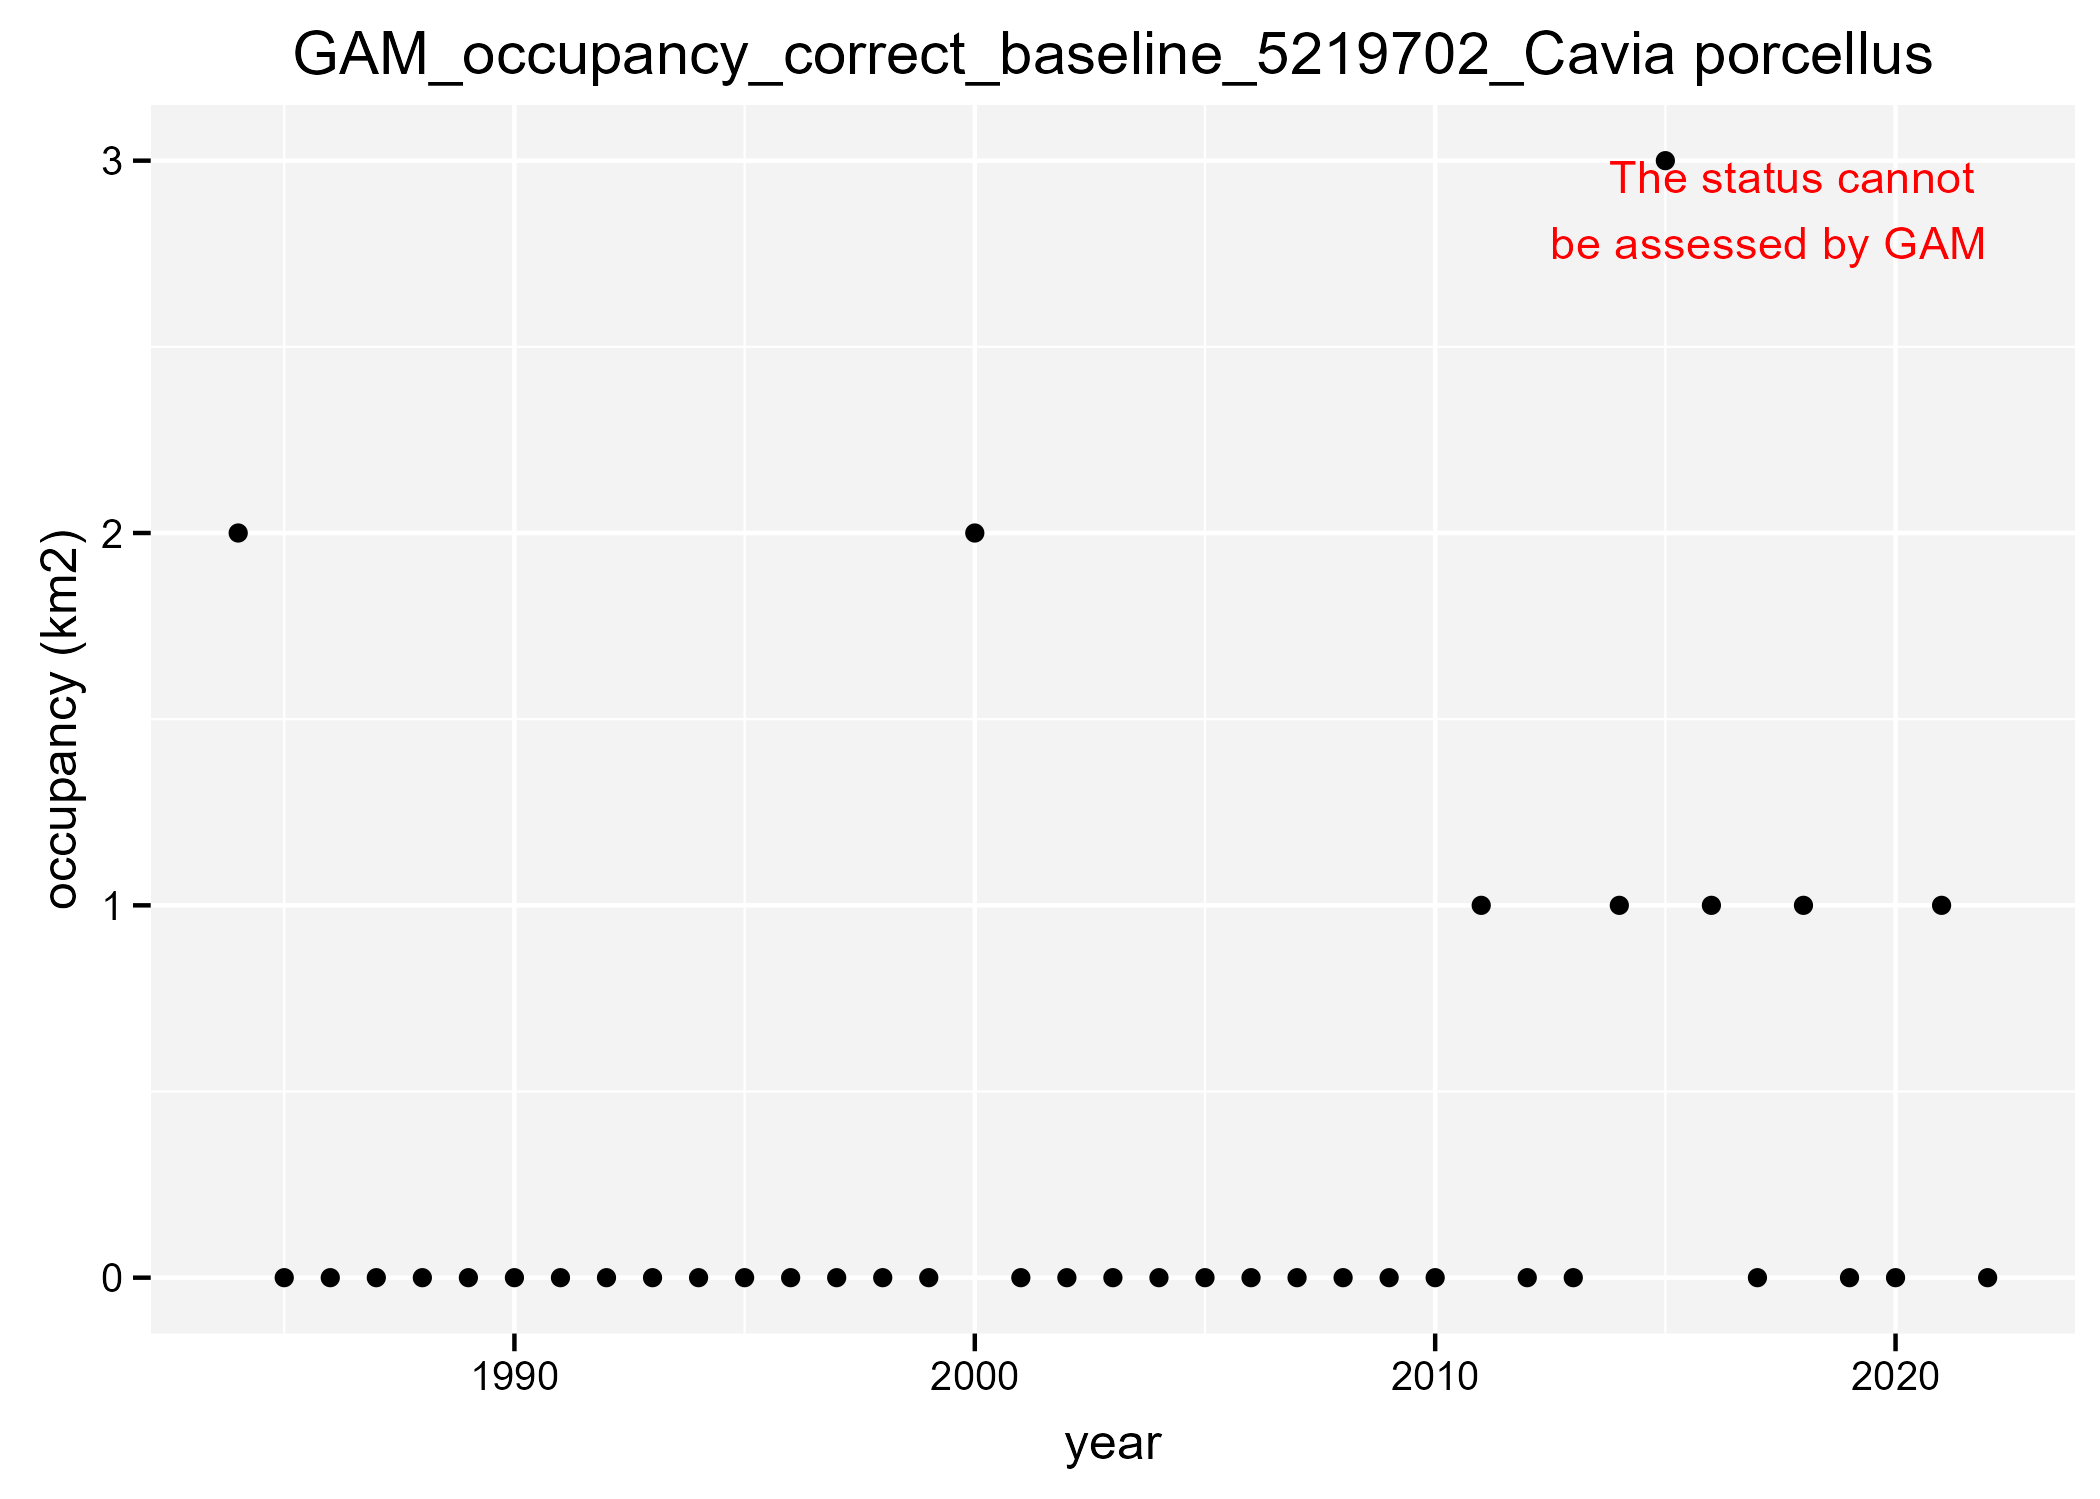 GAM_occupancy_correct_baseline_5219702_Cavia porcellus
3
The status cannot
be assessed by GAM
2
occupancy (km2)
1
0
1990 2000 2010 2020
year